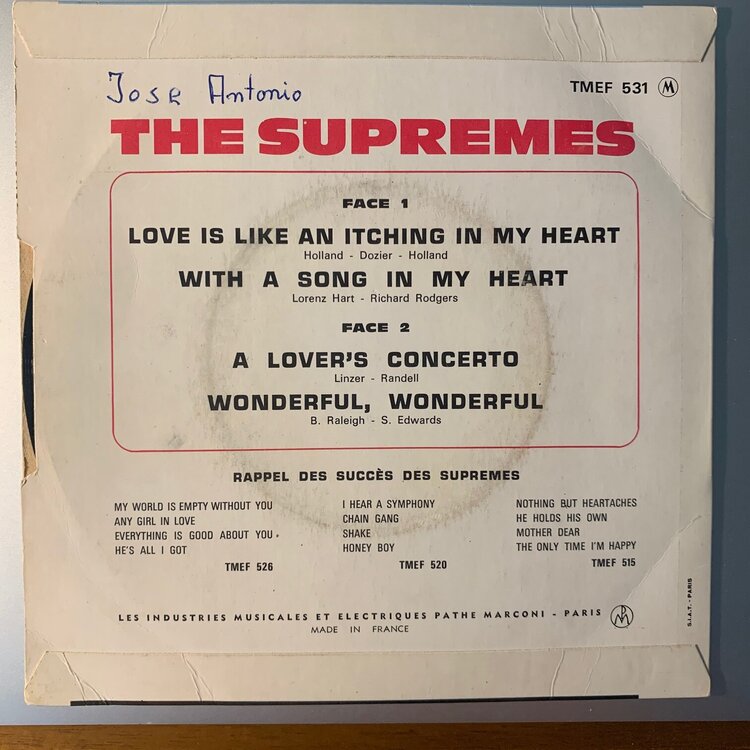 Jose Antonio
TMEF 531 M
THE SUPREMES
FACE 1
LOVE IS LIKE AN ITCHING IN MY HEART
Holland - Dozier - Holland
WITH A SONG IN MY HEART
Lorenz Hart - Richard Rodgers
FACE 2
A LOVER'S CONCERTO
Linzer - Randell
WONDERFUL, WONDERFUL
B. Raleigh - S. Edwards
RAPPEL DES SUCCÈS DES SUPREMES
MY WORLD IS EMPTY WITHOUT YOU
ANY GIRL IN LOVE
EVERYTHING IS GOOD ABOUT YOU
HE'S ALL I GOT
TMEF 526
I HEAR A SYMPHONY
CHAIN GANG
SHAKE
HONEY BOY
TMEF 520
NOTHING BUT HEARTACHES
HE HOLDS HIS OWN
MOTHER DEAR
THE ONLY TIME I'M HAPPY
TMEF 515
LES INDUSTRIES MUSICALES ET ELECTRIQUES PATHE MARCONI - PARIS
MADE IN FRANCE
S.I.A.T. - PARIS